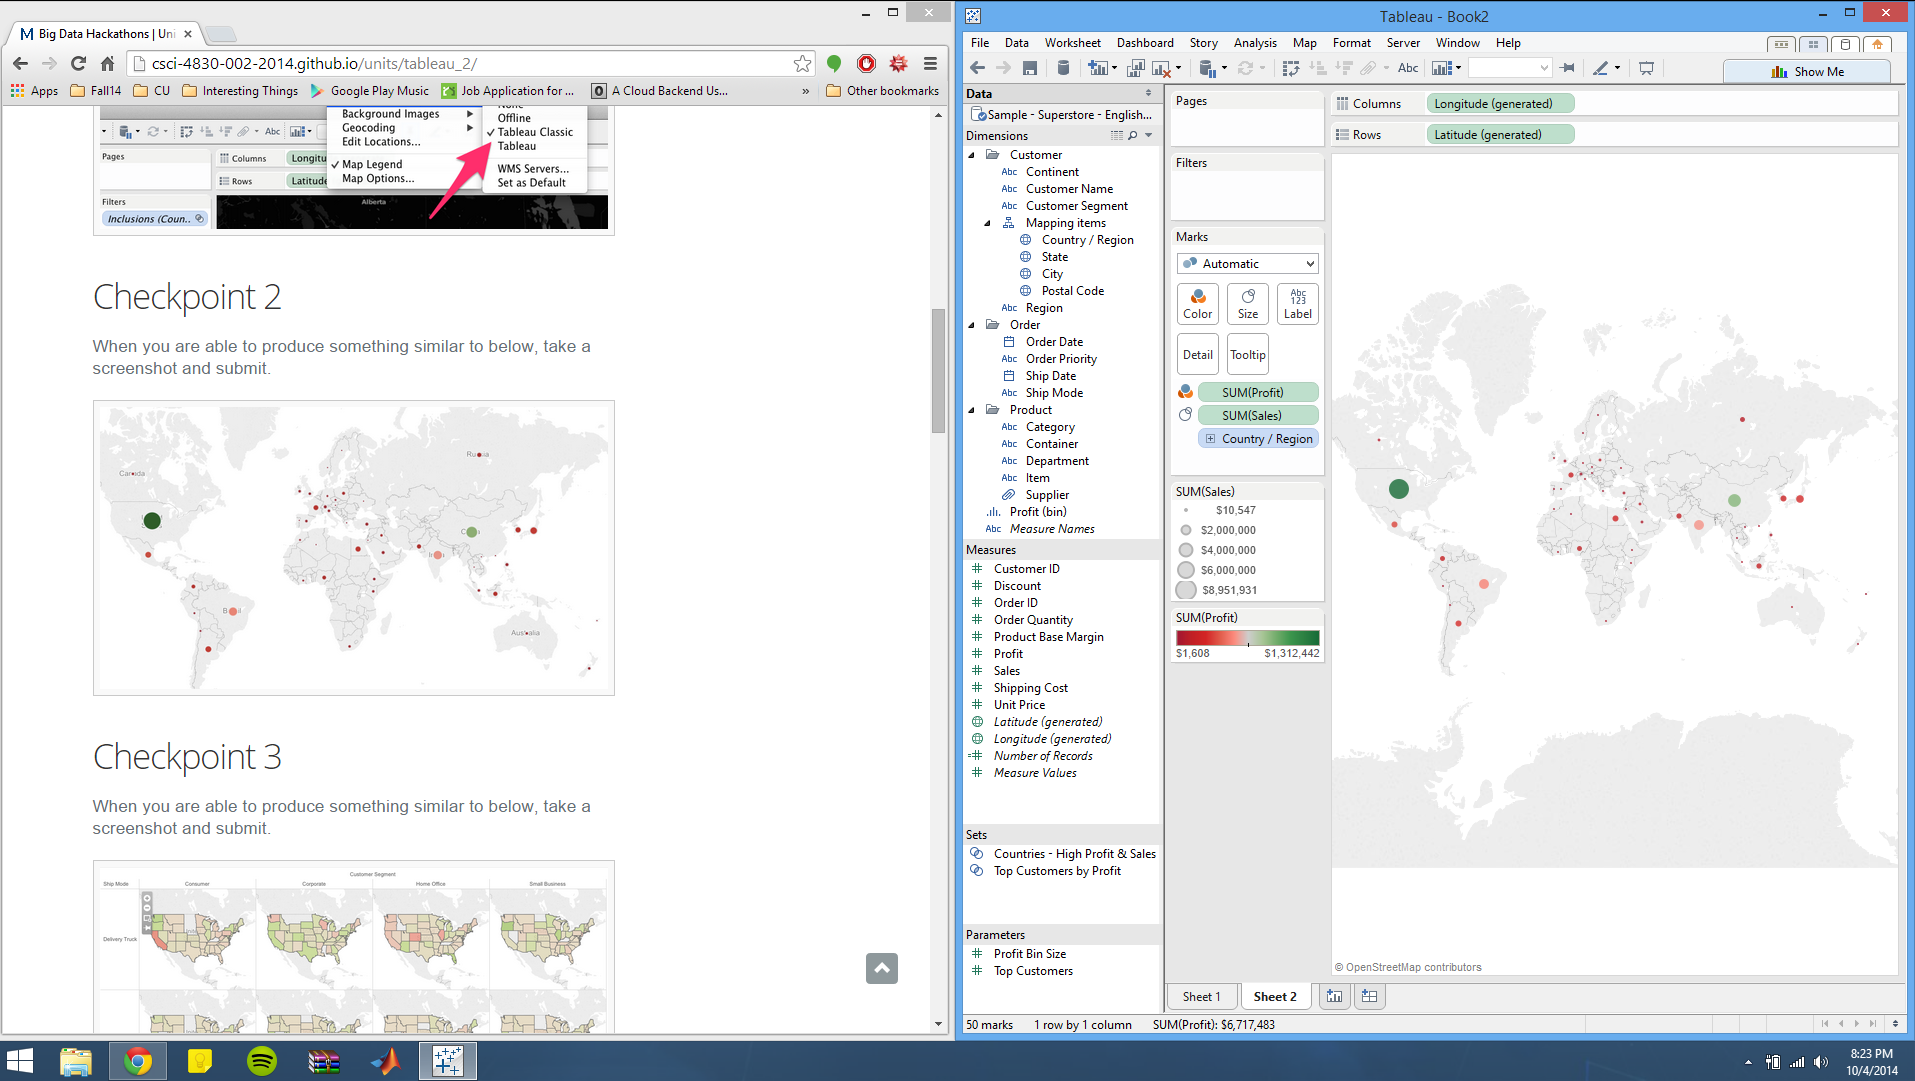 Big Data Hackathons | Uni
csci-4830-002-2014.github.io/units/tableau_2/
Apps
Fall14
CU
Interesting Things
Google Play Music
Job Application for ...
A Cloud Backend Us...
»
Other bookmarks
None
Background Images
Offline
Geocoding
Tableau Classic
Edit Locations...
Tableau
Map Legend
WMS Servers...
Map Options...
Set as Default
Abc
Pages
Columns
Longitu
Rows
Latitude
Filters
Inclusions (Coun..
Alberta
Checkpoint 2
When you are able to produce something similar to below, take a
screenshot and submit.
Canada
Russia
Brazil
Australia
Checkpoint 3
When you are able to produce something similar to below, take a
screenshot and submit.
Customer Segment
Ship Mode
Consumer
Corporate
Home Office
Small Business
Delivery Truck
Tableau - Book2
File
Data
Worksheet
Dashboard
Story
Analysis
Map
Format
Server
Window
Help
Abc
Show Me
Data
Sample - Superstore - English...
Dimensions
Customer
Abc Continent
Abc Customer Name
Abc Customer Segment
Mapping items
Country / Region
State
City
Postal Code
Abc Region
Order
Order Date
Abc Order Priority
Ship Date
Abc Ship Mode
Product
Abc Category
Abc Container
Abc Department
Abc Item
Supplier
Profit (bin)
Abc Measure Names
Measures
Customer ID
Discount
Order ID
Order Quantity
Product Base Margin
Profit
Sales
Shipping Cost
Unit Price
Latitude (generated)
Longitude (generated)
Number of Records
Measure Values
Sets
Countries - High Profit & Sales
Top Customers by Profit
Parameters
Profit Bin Size
Top Customers
Pages
Filters
Marks
Automatic
Color
Size
Abc
123
Label
Detail
Tooltip
SUM(Profit)
SUM(Sales)
Country / Region
SUM(Sales)
$10,547
$2,000,000
$4,000,000
$6,000,000
$8,951,931
SUM(Profit)
$1,608
$1,312,442
Columns
Longitude (generated)
Rows
Latitude (generated)
© OpenStreetMap contributors
Sheet 1
Sheet 2
50 marks
1 row by 1 column
SUM(Profit): $6,717,483
8:23 PM
10/4/2014